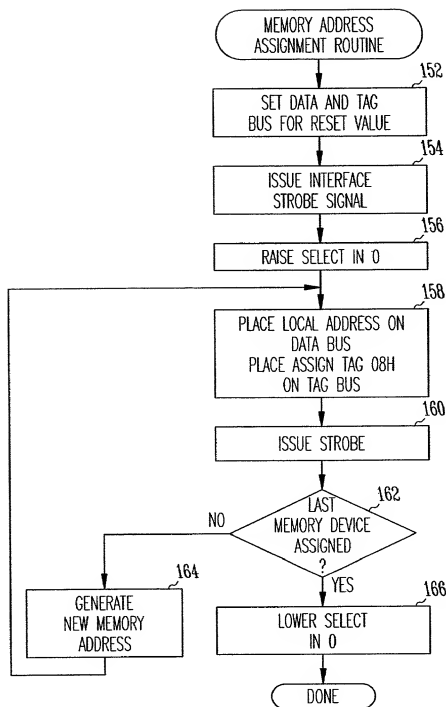 MEMORY ADDRESS
ASSIGNMENT ROUTINE
152
SET DATA AND TAG
BUS FOR RESET VALUE
154
ISSUE INTERFACE
STROBE SIGNAL
156
RAISE SELECT IN 0
158
PLACE LOCAL ADDRESS ON
DATA BUS
PLACE ASSIGN TAG 08H
ON TAG BUS
160
ISSUE STROBE
162
LAST
MEMORY DEVICE
ASSIGNED
?
NO
YES
164
GENERATE
NEW MEMORY
ADDRESS
166
LOWER SELECT
IN 0
DONE